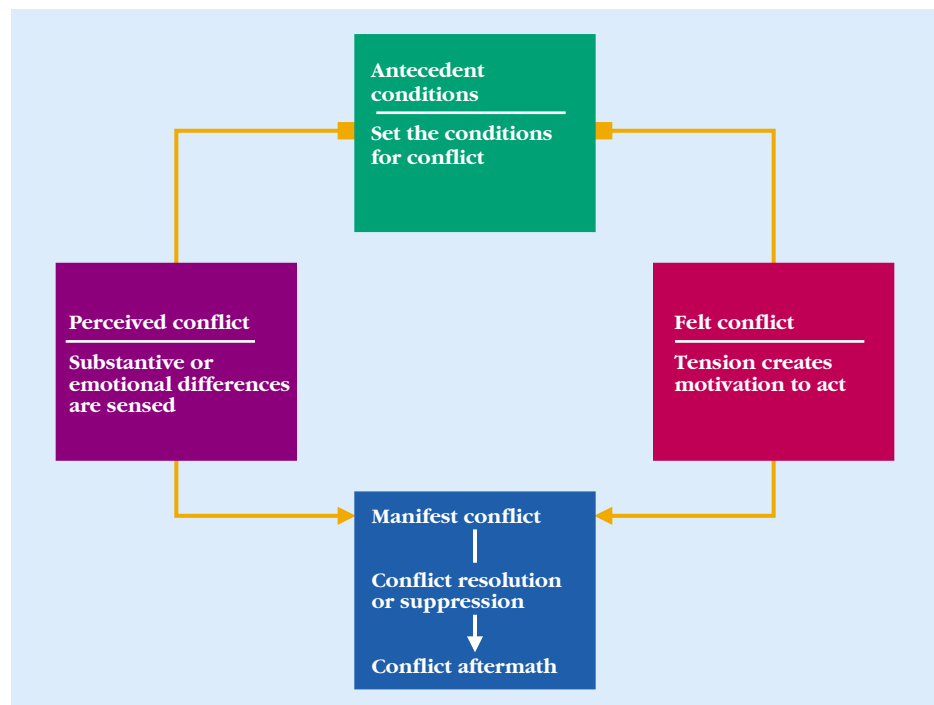 Antecedent
conditions
Set the conditions
for conflict
Perceived conflict
Substantive or
emotional differences
are sensed
Felt conflict
Tension creates
motivation to act
Manifest conflict
Conflict resolution
or suppression
Conflict aftermath